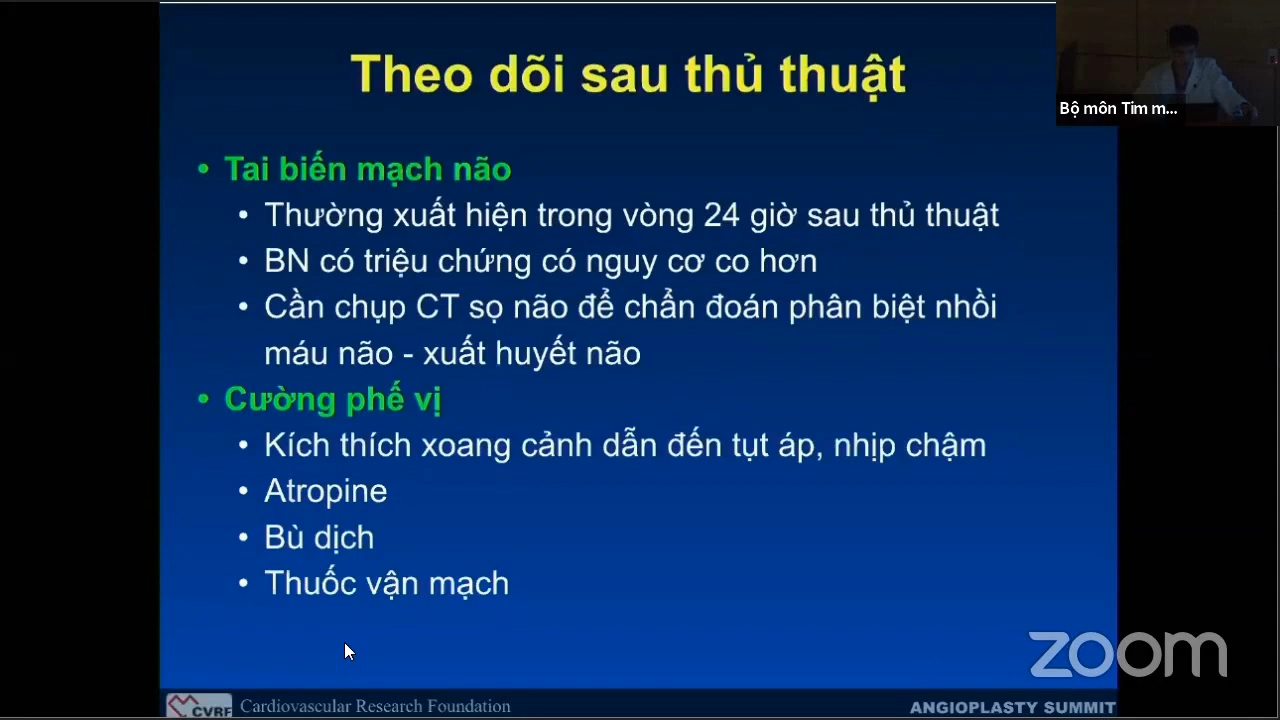 Theo dõi sau thủ thuật
Bộ môn Tim m...
• Tai biến mạch não
• Thường xuất hiện trong vòng 24 giờ sau thủ thuật
• BN có triệu chứng có nguy cơ co hơn
• Cần chụp CT sọ não để chẩn đoán phân biệt nhồi
máu não - xuất huyết não
• Cường phế vị
• Kích thích xoang cảnh dẫn đến tụt áp, nhịp chậm
• Atropine
• Bù dịch
• Thuốc vận mạch
zoom
CVRF Cardiovascular Research Foundation
ANGIOPLASTY SUMMIT